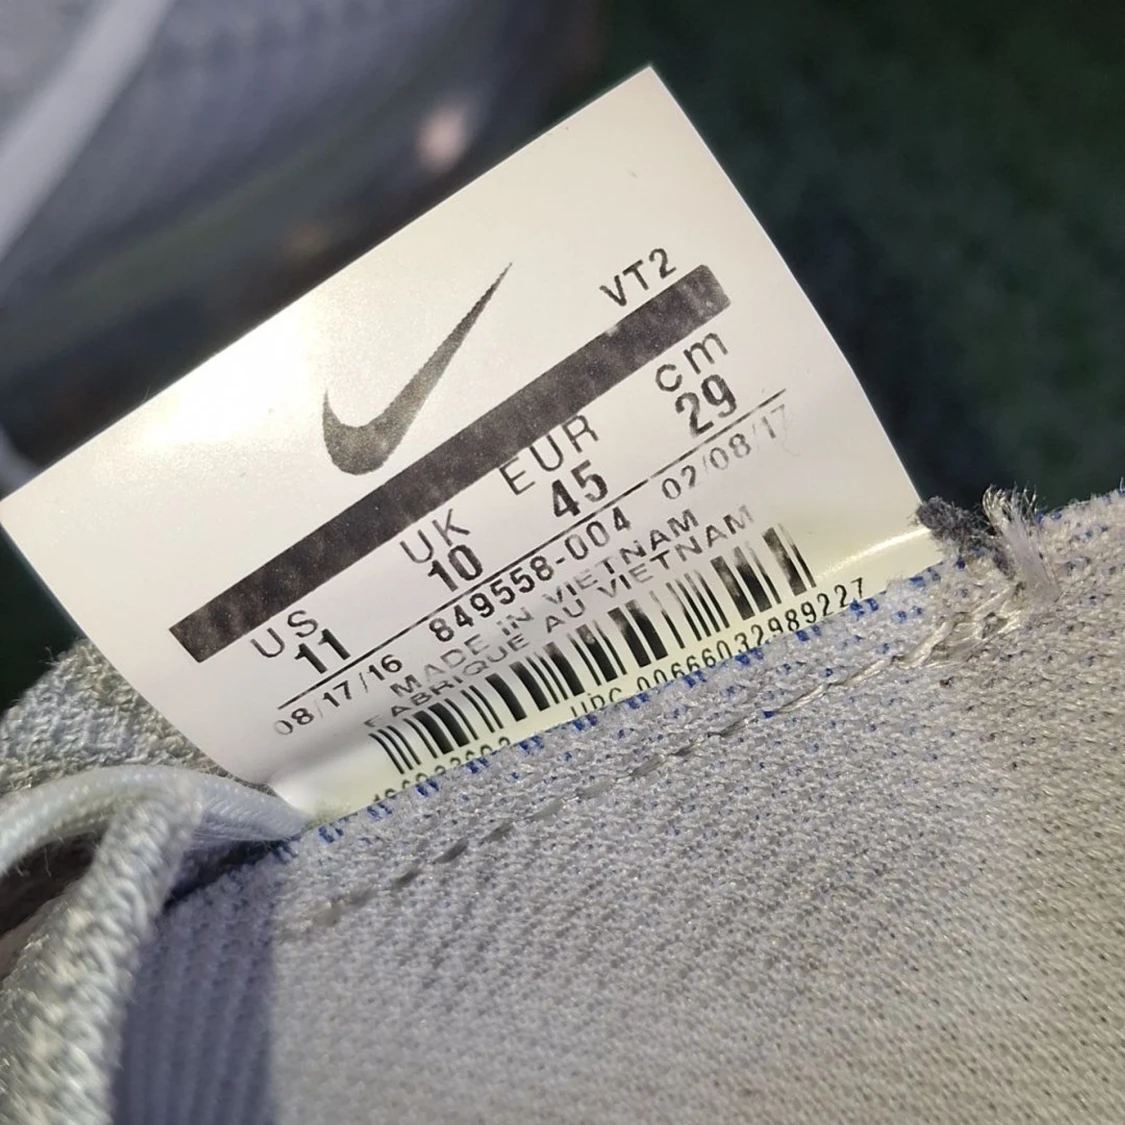 VT2
US UK EUR cm
11 10 45 29
08/17/16 849558-004 02/08/17
MADE IN VIETNAM
FABRIQUE AU VIETNAM
UPC 00666032989227